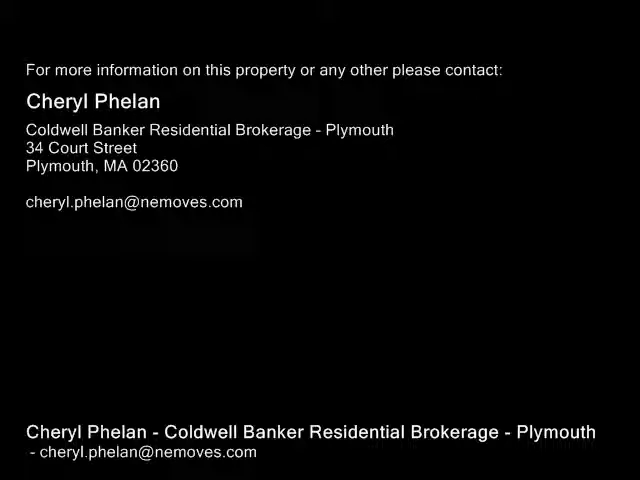 For more information on this property or any other please contact:
Cheryl Phelan
Coldwell Banker Residential Brokerage - Plymouth
34 Court Street
Plymouth, MA 02360
cheryl.phelan@nemoves.com
Cheryl Phelan - Coldwell Banker Residential Brokerage - Plymouth
- cheryl.phelan@nemoves.com